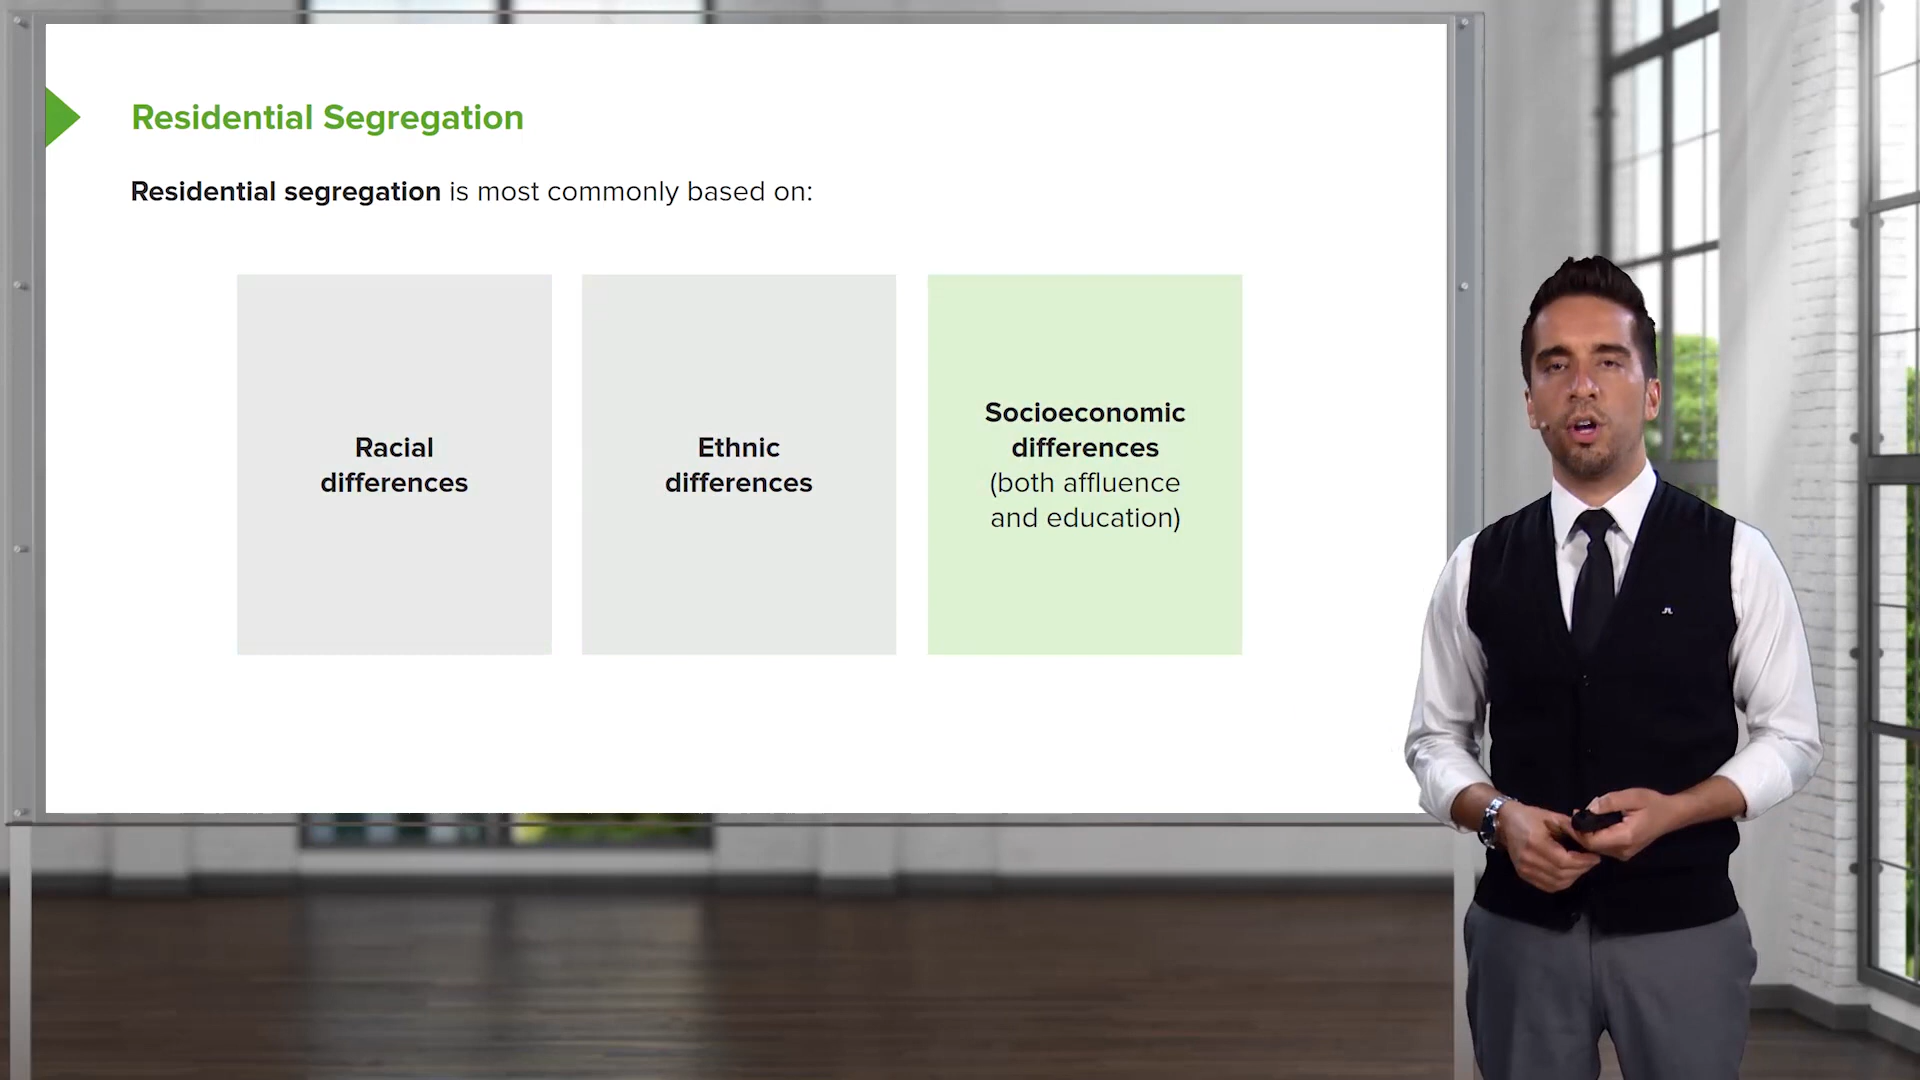 Residential Segregation
Residential segregation is most commonly based on:
Racial
differences
Ethnic
differences
Socioeconomic
differences
(both affluence
and education)